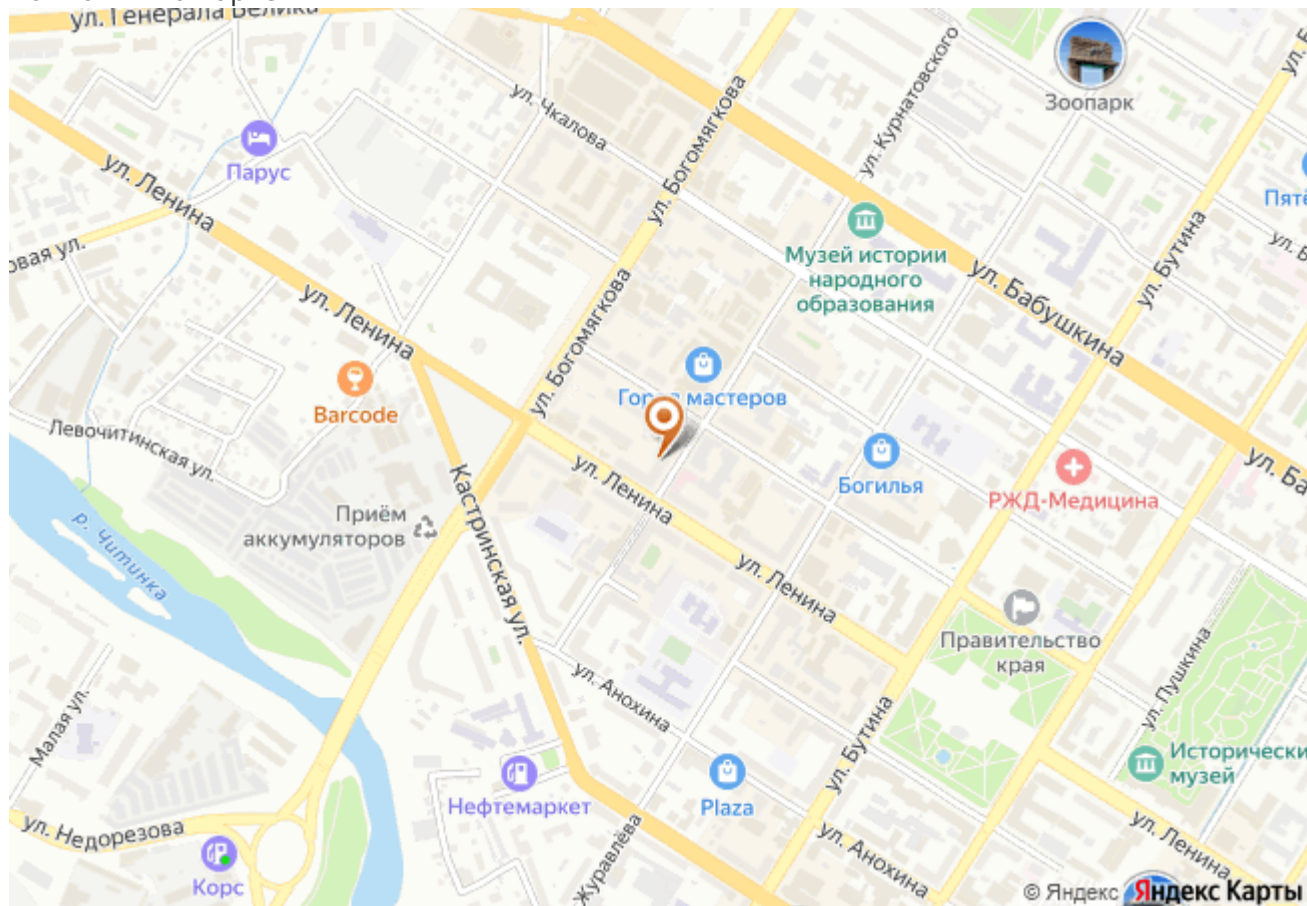 ул. Генерала Белика
ул. Чкалова
ул. Богомягкова
ул. Курнатовского
Зоопарк
Парус
ул. Ленина
ул. Бутина
Музей истории
народного
образования
ул. Бабушкина
ул. Ленина
ул. Богомягкова
Barcode
Город мастеров
Левочитинская ул.
Богилья
РЖД-Медицина
ул. Ленина
Кастринская ул.
Приём
аккумуляторов
р. Читинка
ул. Ленина
Правительство
края
ул. Пушкина
ул. Анохина
Малая ул.
ул. Бутина
Нефтемаркет
Plaza
музей
ул. Недорезова
Журавлёва
ул. Анохина
ул. Ленина
Корс
© Яндекс Яндекс Карты